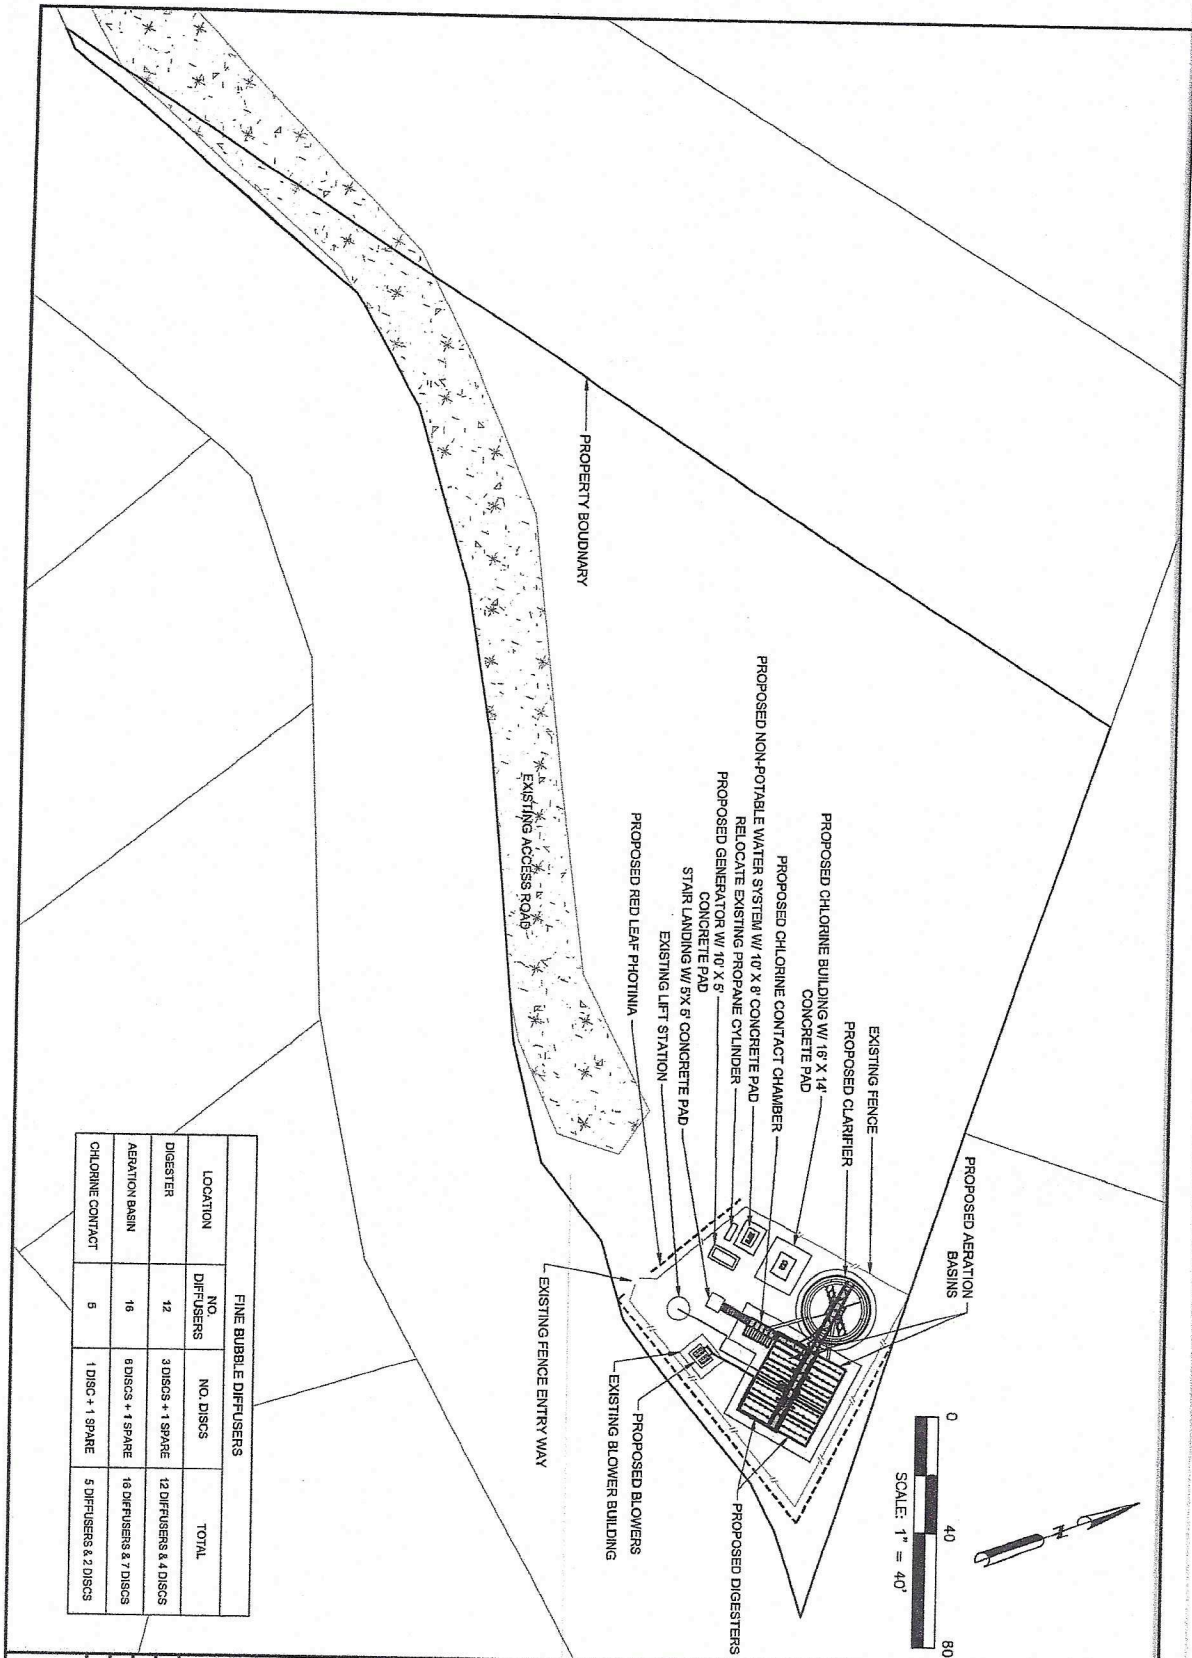 PROPERTY BOUDNARY
EXISTING ACCESS ROAD
PROPOSED AERATION
BASINS
EXISTING FENCE
PROPOSED CLARIFIER
PROPOSED CHLORINE BUILDING W/ 16' X 14'
CONCRETE PAD
PROPOSED CHLORINE CONTACT CHAMBER
PROPOSED NON-POTABLE WATER SYSTEM W/ 10' X 8' CONCRETE PAD
RELOCATE EXISTING PROPANE CYLINDER
PROPOSED GENERATOR W/ 10' X 5'
CONCRETE PAD
STAIR LANDING W/ 5'X 5' CONCRETE PAD
EXISTING LIFT STATION
PROPOSED RED LEAF PHOTINIA
0 40 80
SCALE: 1" = 40'
N
PROPOSED DIGESTERS
PROPOSED BLOWERS
EXISTING BLOWER BUILDING
EXISTING FENCE ENTRY WAY
FINE BUBBLE DIFFUSERS
LOCATION NO. DIFFUSERS NO. DISCS TOTAL
DIGESTER 12 3 DISCS + 1 SPARE 12 DIFFUSERS & 4 DISCS
AERATION BASIN 16 6 DISCS + 1 SPARE 16 DIFFUSERS & 7 DISCS
CHLORINE CONTACT 5 1 DISC + 1 SPARE 5 DIFFUSERS & 2 DISCS